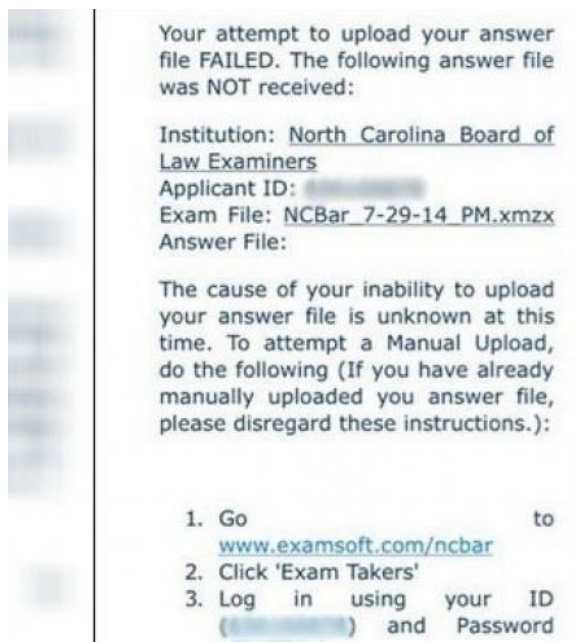 Your attempt to upload your answer
file FAILED. The following answer file
was NOT received:
Institution: North Carolina Board of
Law Examiners
Applicant ID:
Exam File: NCBar_7-29-14_PM.xmzx
Answer File:
The cause of your inability to upload
your answer file is unknown at this
time. To attempt a Manual Upload,
do the following (If you have already
manually uploaded you answer file,
please disregard these instructions.):
1. Go to
www.examsoft.com/ncbar
2. Click 'Exam Takers'
3. Log in using your ID
( ) and Password